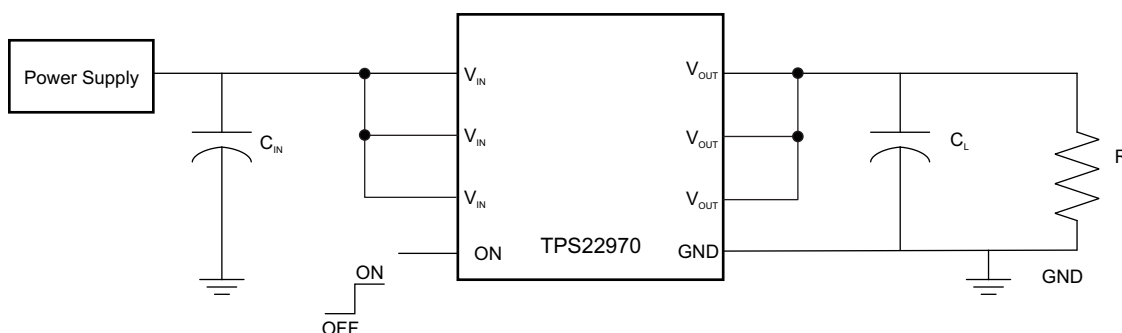 Power Supply
C_IN
V_IN
V_IN
V_IN
ON
ON
OFF
TPS22970
V_OUT
V_OUT
V_OUT
GND
C_L
R
GND